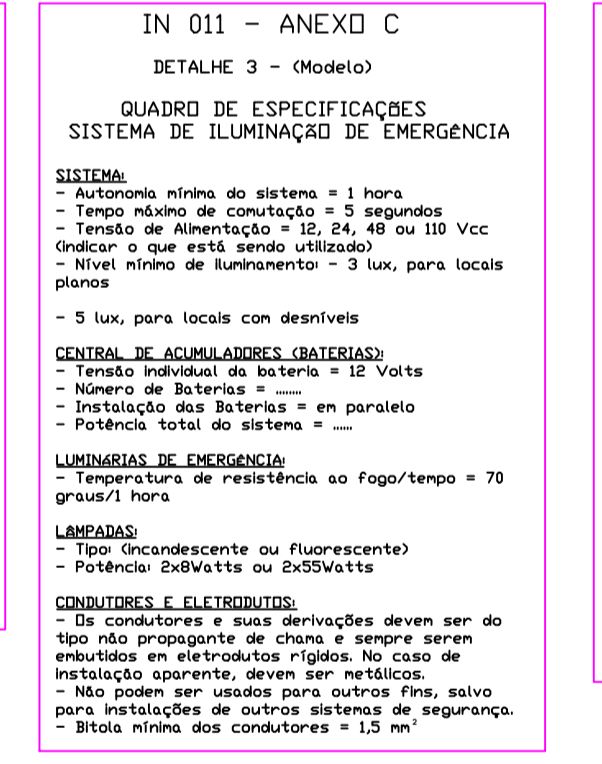 IN 011 - ANEXO C
DETALHE 3 - (Modelo)
QUADRO DE ESPECIFICAÇÕES
SISTEMA DE ILUMINAÇÃO DE EMERGÊNCIA
SISTEMA:
- Autonomia mínima do sistema = 1 hora
- Tempo máximo de comutação = 5 segundos
- Tensão de Alimentação = 12, 24, 48 ou 110 Vcc
(indicar o que está sendo utilizado)
- Nível mínimo de iluminamento: - 3 lux, para locais
planos
- 5 lux, para locais com desníveis
CENTRAL DE ACUMULADORES (BATERIAS):
- Tensão individual da bateria = 12 Volts
- Número de Baterias = ........
- Instalação das Baterias = em paralelo
- Potência total do sistema = ......
LUMINÁRIAS DE EMERGÊNCIA:
- Temperatura de resistência ao fogo/tempo = 70
graus/1 hora
LÂMPADAS:
- Tipo: (incandescente ou fluorescente)
- Potência: 2x8Watts ou 2x55Watts
CONDUTORES E ELETRODUTOS:
- Os condutores e suas derivações devem ser do
tipo não propagante de chama e sempre serem
embutidos em eletrodutos rígidos. No caso de
instalação aparente, devem ser metálicos.
- Não podem ser usados para outros fins, salvo
para instalações de outros sistemas de segurança.
- Bitola mínima dos condutores = 1,5 mm²